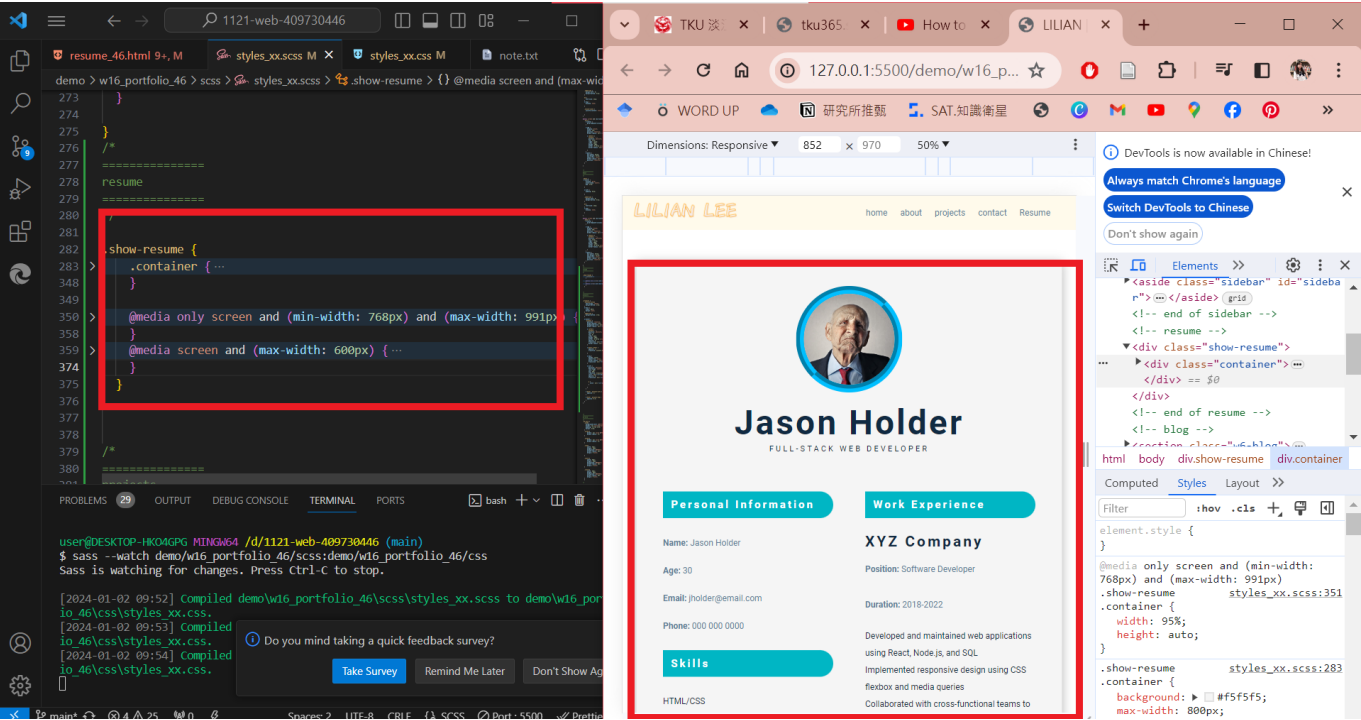 1121-web-409730446
resume_46.html 9+, M
styles_xx.scss M
styles_xx.css M
note.txt
demo > w16_portfolio_46 > scss > styles_xx.scss > .show-resume > {} @media screen and (max-wid
273 }
274
275 }
276 /*
277 ===============
278 resume
279 ===============
280 /
281
282 .show-resume {
283 .container { ···
348 }
349
350 @media only screen and (min-width: 768px) and (max-width: 991px) {
358 }
359 @media screen and (max-width: 600px) { ···
374 }
375 }
376
377
378
379 /*
380 ===============
381 projects
PROBLEMS 29 OUTPUT DEBUG CONSOLE TERMINAL PORTS
bash
user@DESKTOP-HKO4GPG MINGW64 /d/1121-web-409730446 (main)
$ sass --watch demo/w16_portfolio_46/scss:demo/w16_portfolio_46/css
Sass is watching for changes. Press Ctrl-C to stop.
[2024-01-02 09:52] Compiled demo\w16_portfolio_46\scss\styles_xx.scss to demo\w16_por
io_46\css\styles_xx.css.
[2024-01-02 09:53] Compiled
io_46\css\styles_xx.css.
[2024-01-02 09:54] Compiled
io_46\css\styles_xx.css.
Do you mind taking a quick feedback survey?
Take Survey
Remind Me Later
Don't Show Ag
9
main* 4 25 0 Spaces: 2 UTF-8 CRLF {} SCSS Port : 5500 Prettie
TKU 淡
tku365.
How to
LILIAN
127.0.0.1:5500/demo/w16_p...
WORD UP
研究所推甄
SAT.知識衛星
Dimensions: Responsive ▼ 852 × 970 50% ▼
LILIAN LEE
home about projects contact Resume
Jason Holder
FULL-STACK WEB DEVELOPER
Personal Information
Name: Jason Holder
Age: 30
Email: jholder@email.com
Phone: 000 000 0000
Skills
HTML/CSS
Work Experience
XYZ Company
Position: Software Developer
Duration: 2018-2022
Developed and maintained web applications
using React, Node.js, and SQL
Implemented responsive design using CSS
flexbox and media queries
Collaborated with cross-functional teams to
DevTools is now available in Chinese!
Always match Chrome's language
Switch DevTools to Chinese
Don't show again
Elements
<aside class="sidebar" id="sideba
r"> ··· </aside> grid
<!-- end of sidebar -->
<!-- resume -->
<div class="show-resume">
<div class="container"> ···
</div> == $0
</div>
<!-- end of resume -->
<!-- blog -->
<section class="w6-blog"> ···
html body div.show-resume div.container
Computed Styles Layout
Filter :hov .cls
element.style {
}
@media only screen and (min-width:
768px) and (max-width: 991px)
.show-resume styles_xx.scss:351
.container {
width: 95%;
height: auto;
}
.show-resume styles_xx.scss:283
.container {
background: ▶ #f5f5f5;
max-width: 800px;